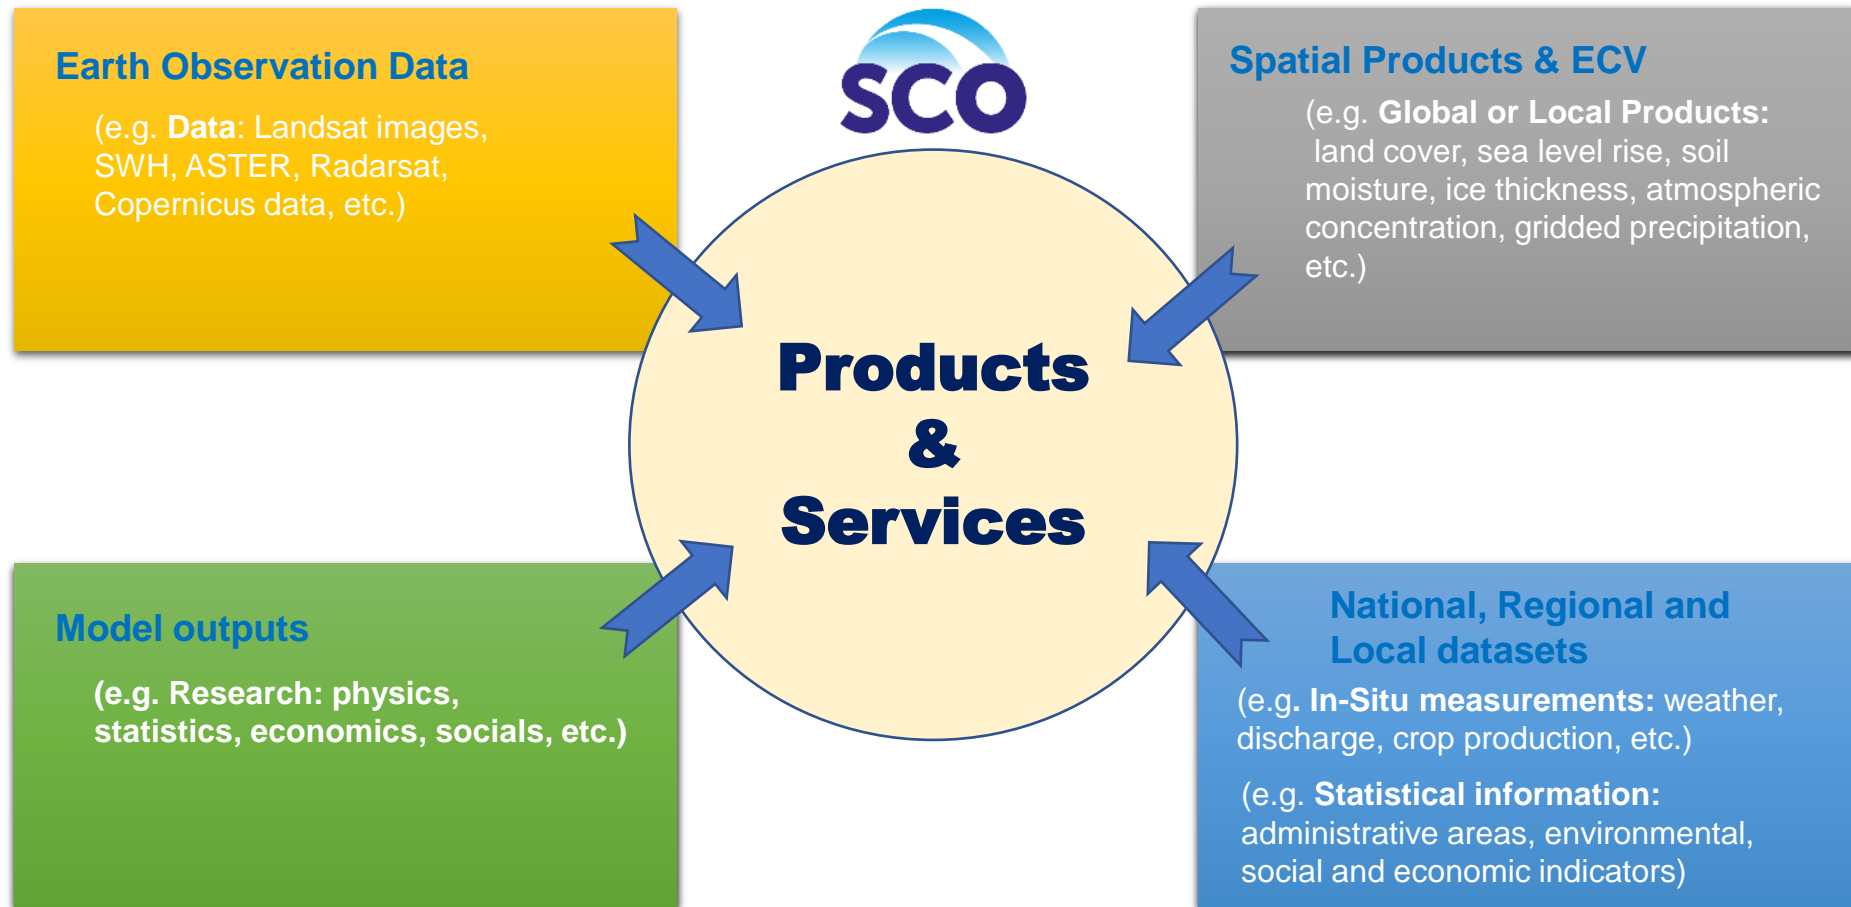 Earth Observation Data
(e.g. Data: Landsat images,
SWH, ASTER, Radarsat,
Copernicus data, etc.)
SCO
Spatial Products & ECV
(e.g. Global or Local Products:
land cover, sea level rise, soil
moisture, ice thickness, atmospheric
concentration, gridded precipitation,
etc.)
Products
&
Services
Model outputs
(e.g. Research: physics,
statistics, economics, socials, etc.)
National, Regional and
Local datasets
(e.g. In-Situ measurements: weather,
discharge, crop production, etc.)
(e.g. Statistical information:
administrative areas, environmental,
social and economic indicators)